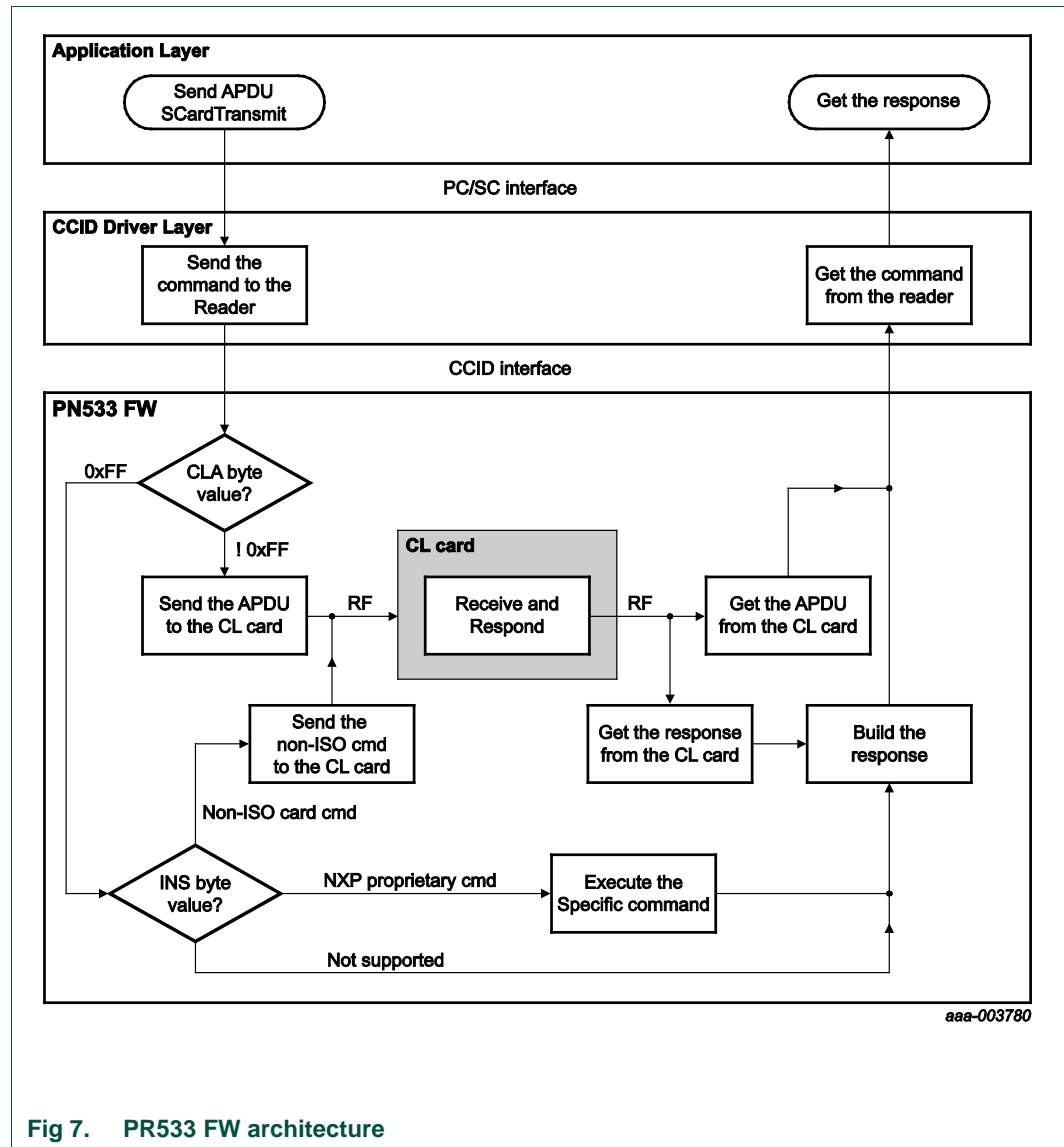 Application Layer
Send APDU
SCardTransmit
Get the response
PC/SC interface
CCID Driver Layer
Send the
command to the
Reader
Get the command
from the reader
CCID interface
PN533 FW
0xFF
CLA byte
value?
! 0xFF
CL card
Send the APDU
to the CL card
RF
Receive and
Respond
RF
Get the APDU
from the CL card
Send the
non-ISO cmd
to the CL card
Get the response
from the CL card
Build the
response
Non-ISO card cmd
INS byte
value?
NXP proprietary cmd
Execute the
Specific command
Not supported
aaa-003780
Fig 7. PR533 FW architecture